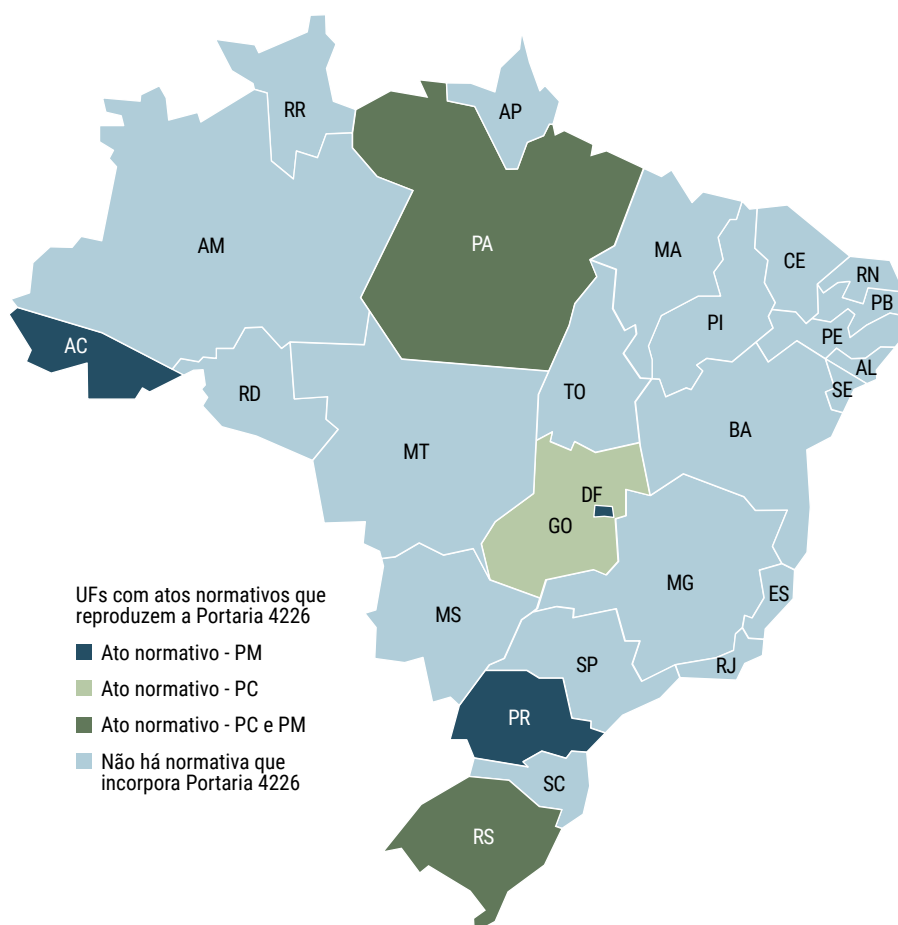 RR
AP
AM
PA
MA
CE
RN
PB
PI
PE
AC
AL
RD
TO
SE
MT
BA
DF
GO
MG
ES
MS
SP
RJ
PR
SC
RS
UFs com atos normativos que
reproduzem a Portaria 4226
Ato normativo - PM
Ato normativo - PC
Ato normativo - PC e PM
Não há normativa que
incorpora Portaria 4226